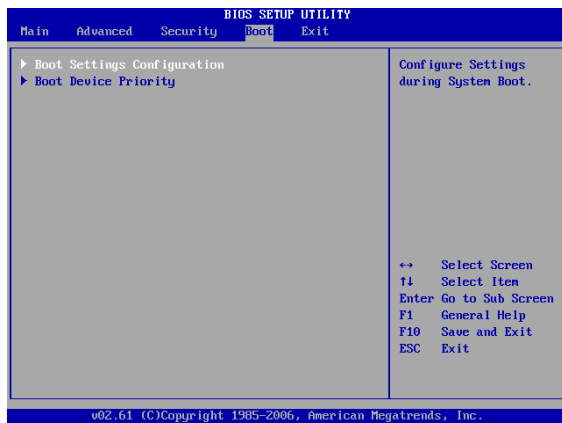 BIOS SETUP UTILITY
Main Advanced Security Boot Exit
Boot Settings Configuration
Boot Device Priority
Configure Settings
during System Boot.
↔ Select Screen
↑↓ Select Item
Enter Go to Sub Screen
F1 General Help
F10 Save and Exit
ESC Exit
v02.61 (C)Copyright 1985-2006, American Megatrends, Inc.